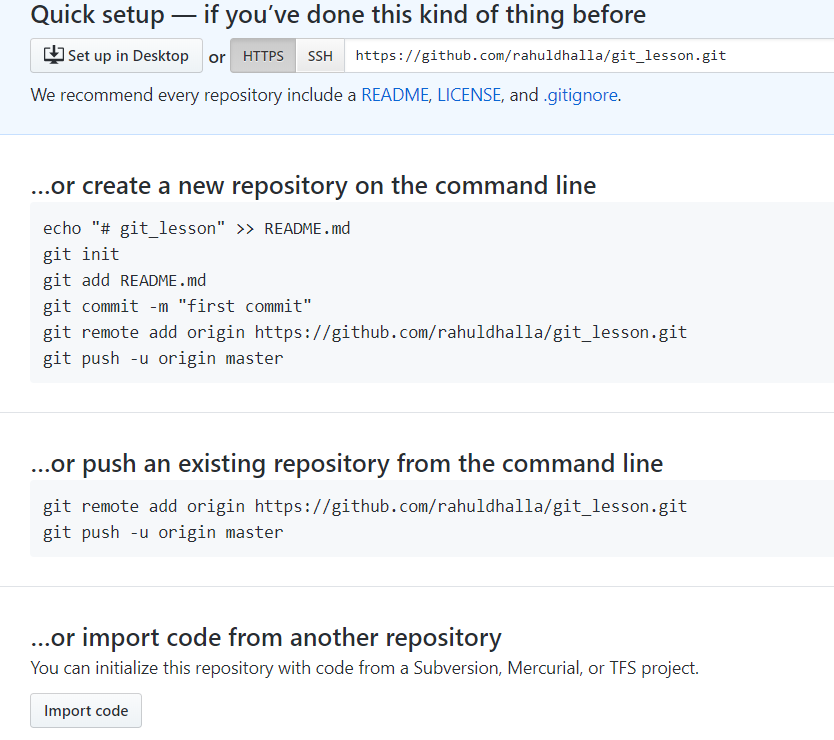 Quick setup — if you’ve done this kind of thing before
Set up in Desktop or HTTPS SSH https://github.com/rahuldhalla/git_lesson.git
We recommend every repository include a README, LICENSE, and .gitignore.
…or create a new repository on the command line
echo "# git_lesson" >> README.md
git init
git add README.md
git commit -m "first commit"
git remote add origin https://github.com/rahuldhalla/git_lesson.git
git push -u origin master
…or push an existing repository from the command line
git remote add origin https://github.com/rahuldhalla/git_lesson.git
git push -u origin master
…or import code from another repository
You can initialize this repository with code from a Subversion, Mercurial, or TFS project.
Import code